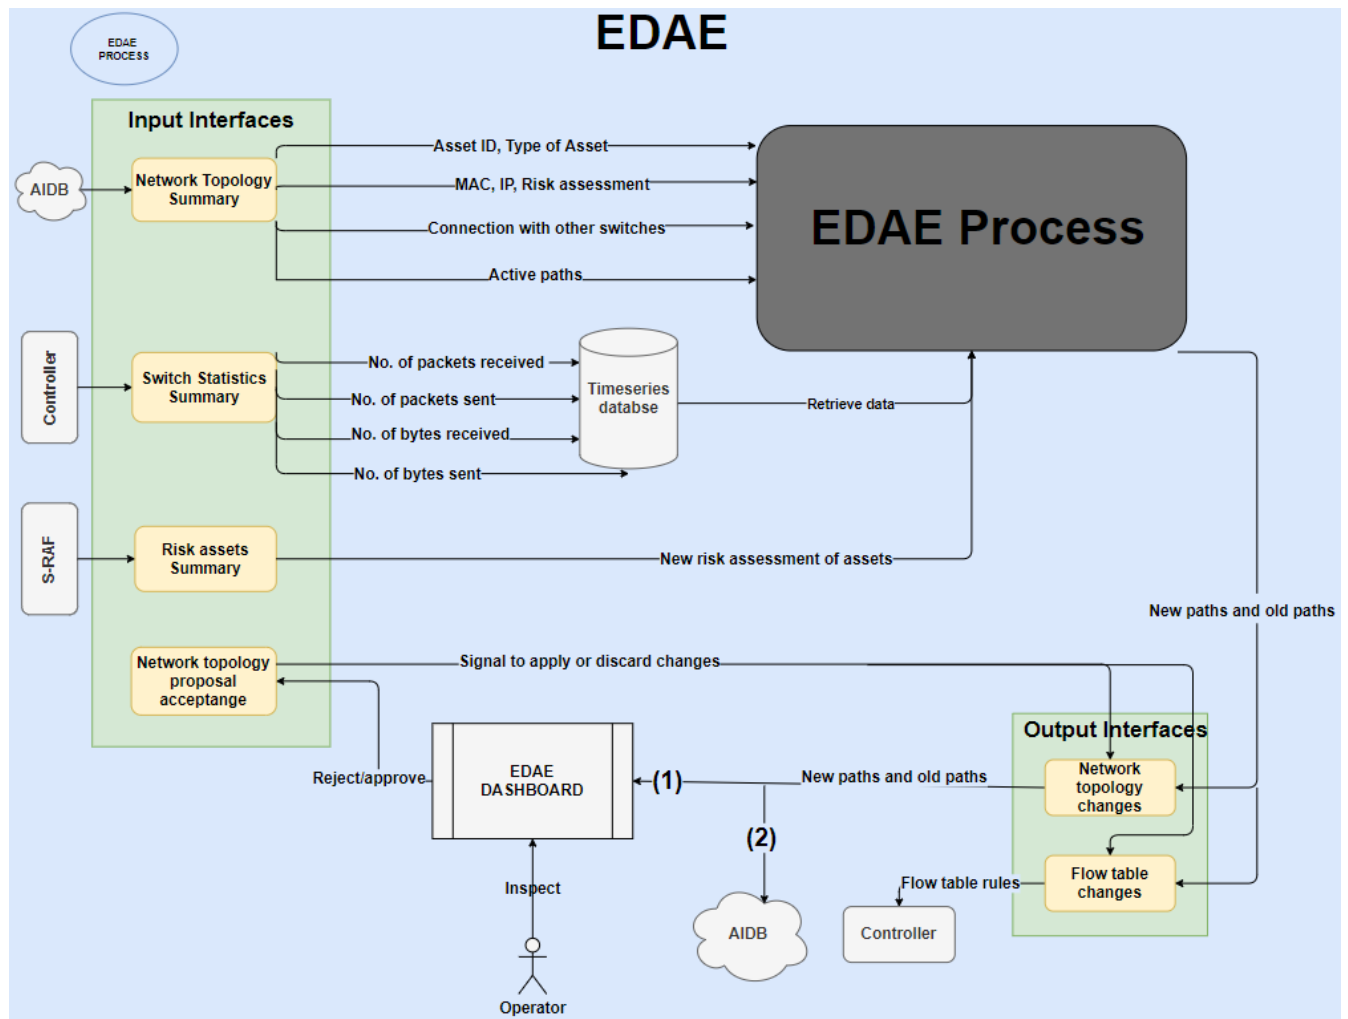 EDAE
EDAE
PROCESS
Input Interfaces
AIDB
Network Topology
Summary
Asset ID, Type of Asset
MAC, IP, Risk assessment
Connection with other switches
Active paths
EDAE Process
Controller
Switch Statistics
Summary
No. of packets received
No. of packets sent
No. of bytes received
No. of bytes sent
Timeseries
databse
Retrieve data
S-RAF
Risk assets
Summary
New risk assessment of assets
New paths and old paths
Network topology
proposal
acceptange
Signal to apply or discard changes
Output Interfaces
Reject/approve
EDAE
DASHBOARD
(1)
New paths and old paths
Network
topology
changes
(2)
Flow table
changes
Flow table rules
Inspect
AIDB
Controller
Operator